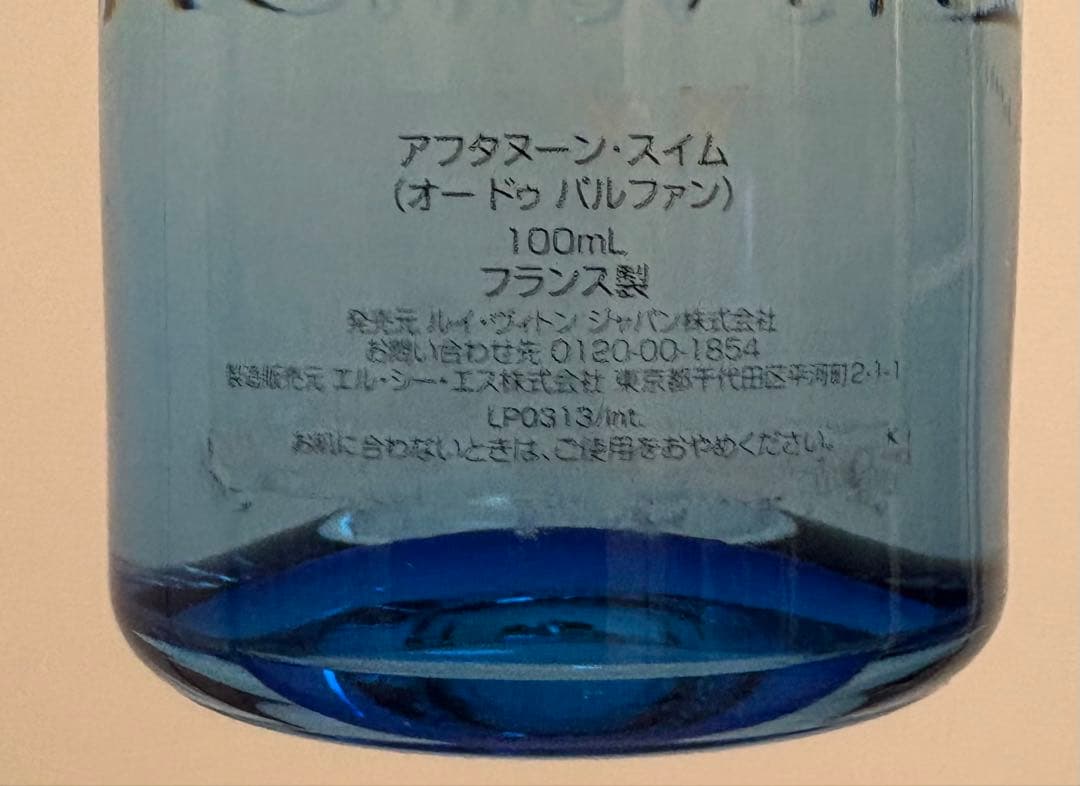 アフタヌーン・スイム
(オー ドゥ パルファン)
100mL
フランス製
発売元 ルイ・ヴィトン ジャパン株式会社
お問い合わせ先 0120-00-1854
製造販売元 エル・シー・エス株式会社 東京都千代田区平河町2-1-1
LP0313/Int.
お肌に合わないときは、ご使用をおやめください。
K